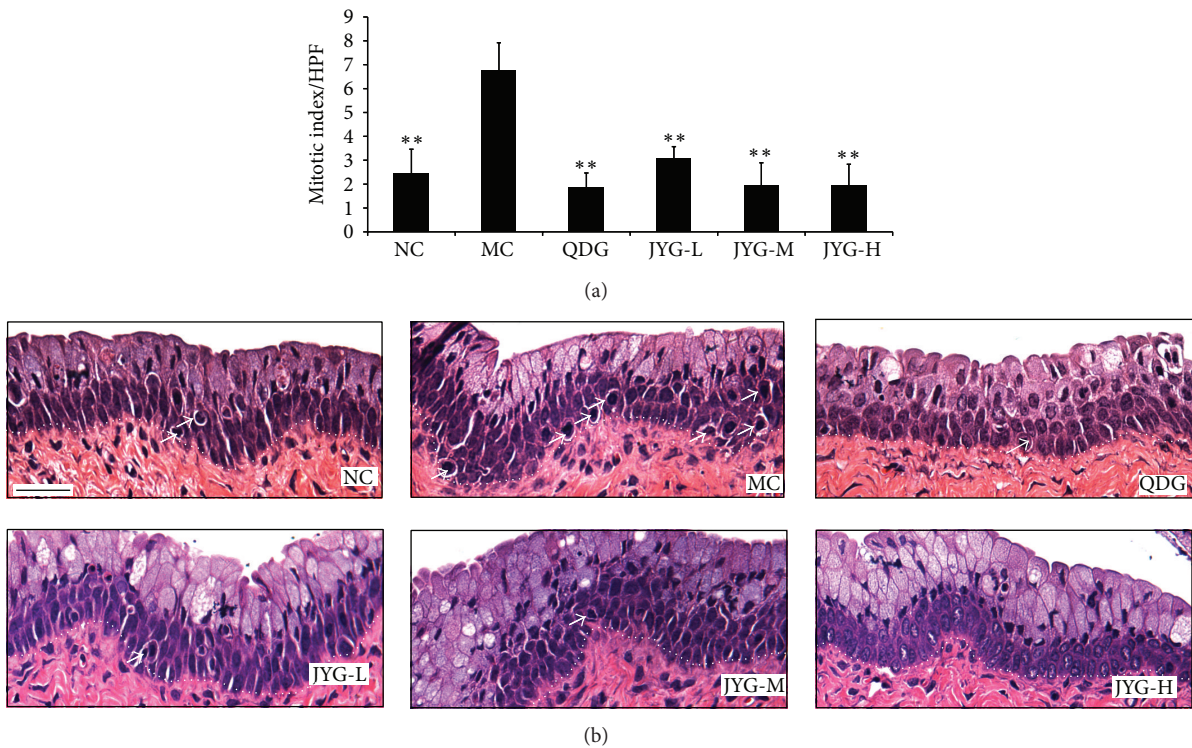 9
8
7
6
5
4
3
2
1
0
Mitotic index/HPF
**
**
**
**
**
NC
MC
QDG
JYG-L
JYG-M
JYG-H
(a)
NC
MC
QDG
JYG-L
JYG-M
JYG-H
(b)